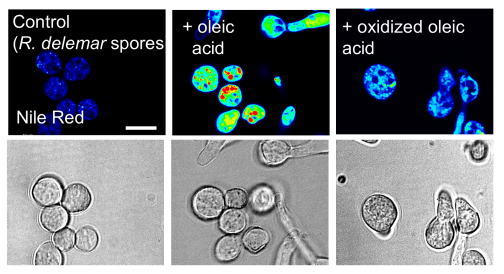 Control
(R. delemar spores
Nile Red
+ oleic
acid
+ oxidized oleic
acid